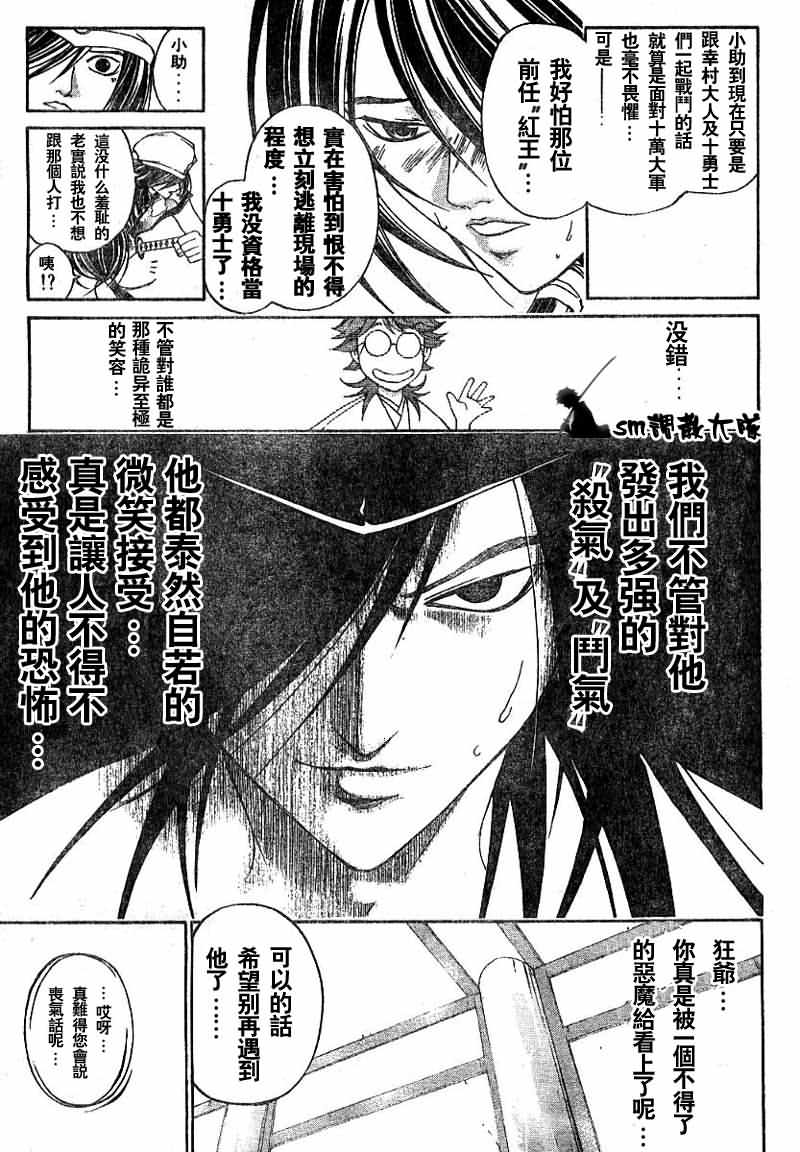 小助到現在只要是
跟幸村大人及十勇士
們一起戰鬥的話
就算是面對十萬大軍
也毫不畏懼…
可是——
我好怕那位
前任"紅王"…
實在害怕到恨不得
想立刻逃離現場的
程度…
我没資格當
十勇士了…
小助…
這没什么羞耻的
老實説我也不想
跟那個人打…
咦!?
没錯…
不管對誰都是
那種詭异至極
的笑容…
sm調教大隊
我們不管對他
發出多强的
"殺氣"及"鬥氣"
他都泰然自若的
微笑接受…
真是讓人不得不
感受到他的恐怖…
狂爺…
你真是被一個不得了
的惡魔給看上了呢…
可以的話
希望别再遇到
他了……
…哎呀…
真難得您會説
喪氣話呢…